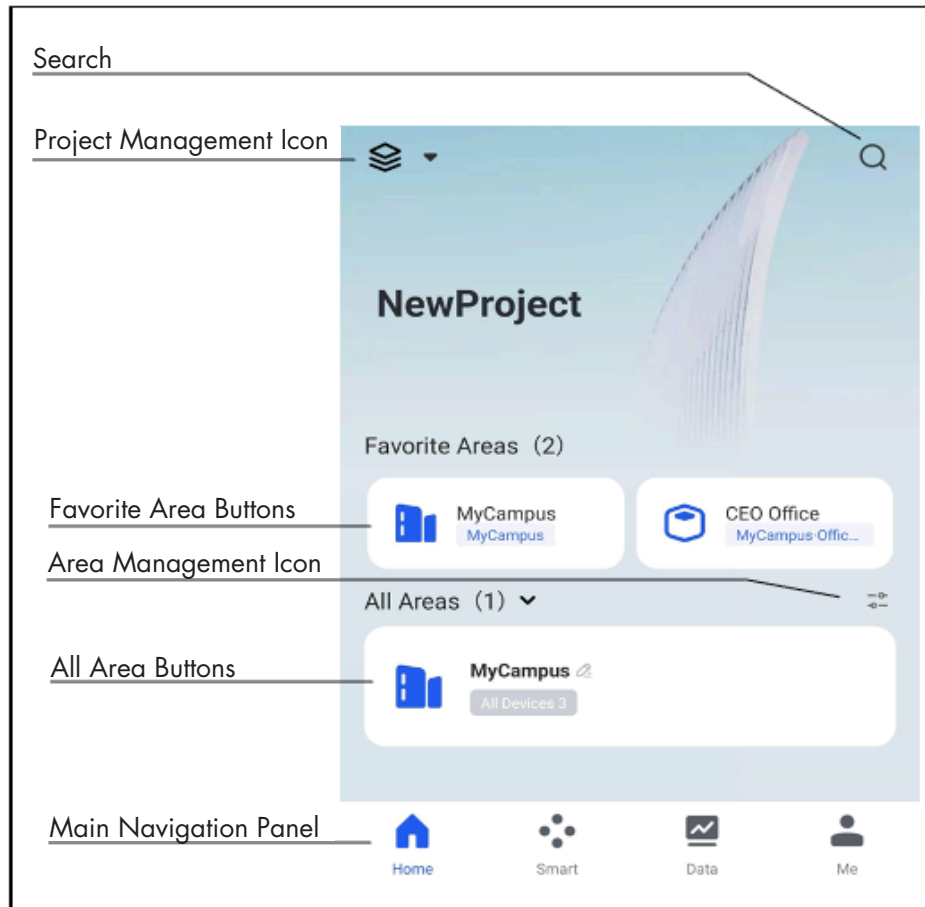 Search
Project Management Icon
NewProject
Favorite Areas (2)
Favorite Area Buttons
MyCampus
MyCampus
CEO Office
MyCampus·Offic...
Area Management Icon
All Areas (1)
All Area Buttons
MyCampus
All Devices 3
Main Navigation Panel
Home Smart Data Me